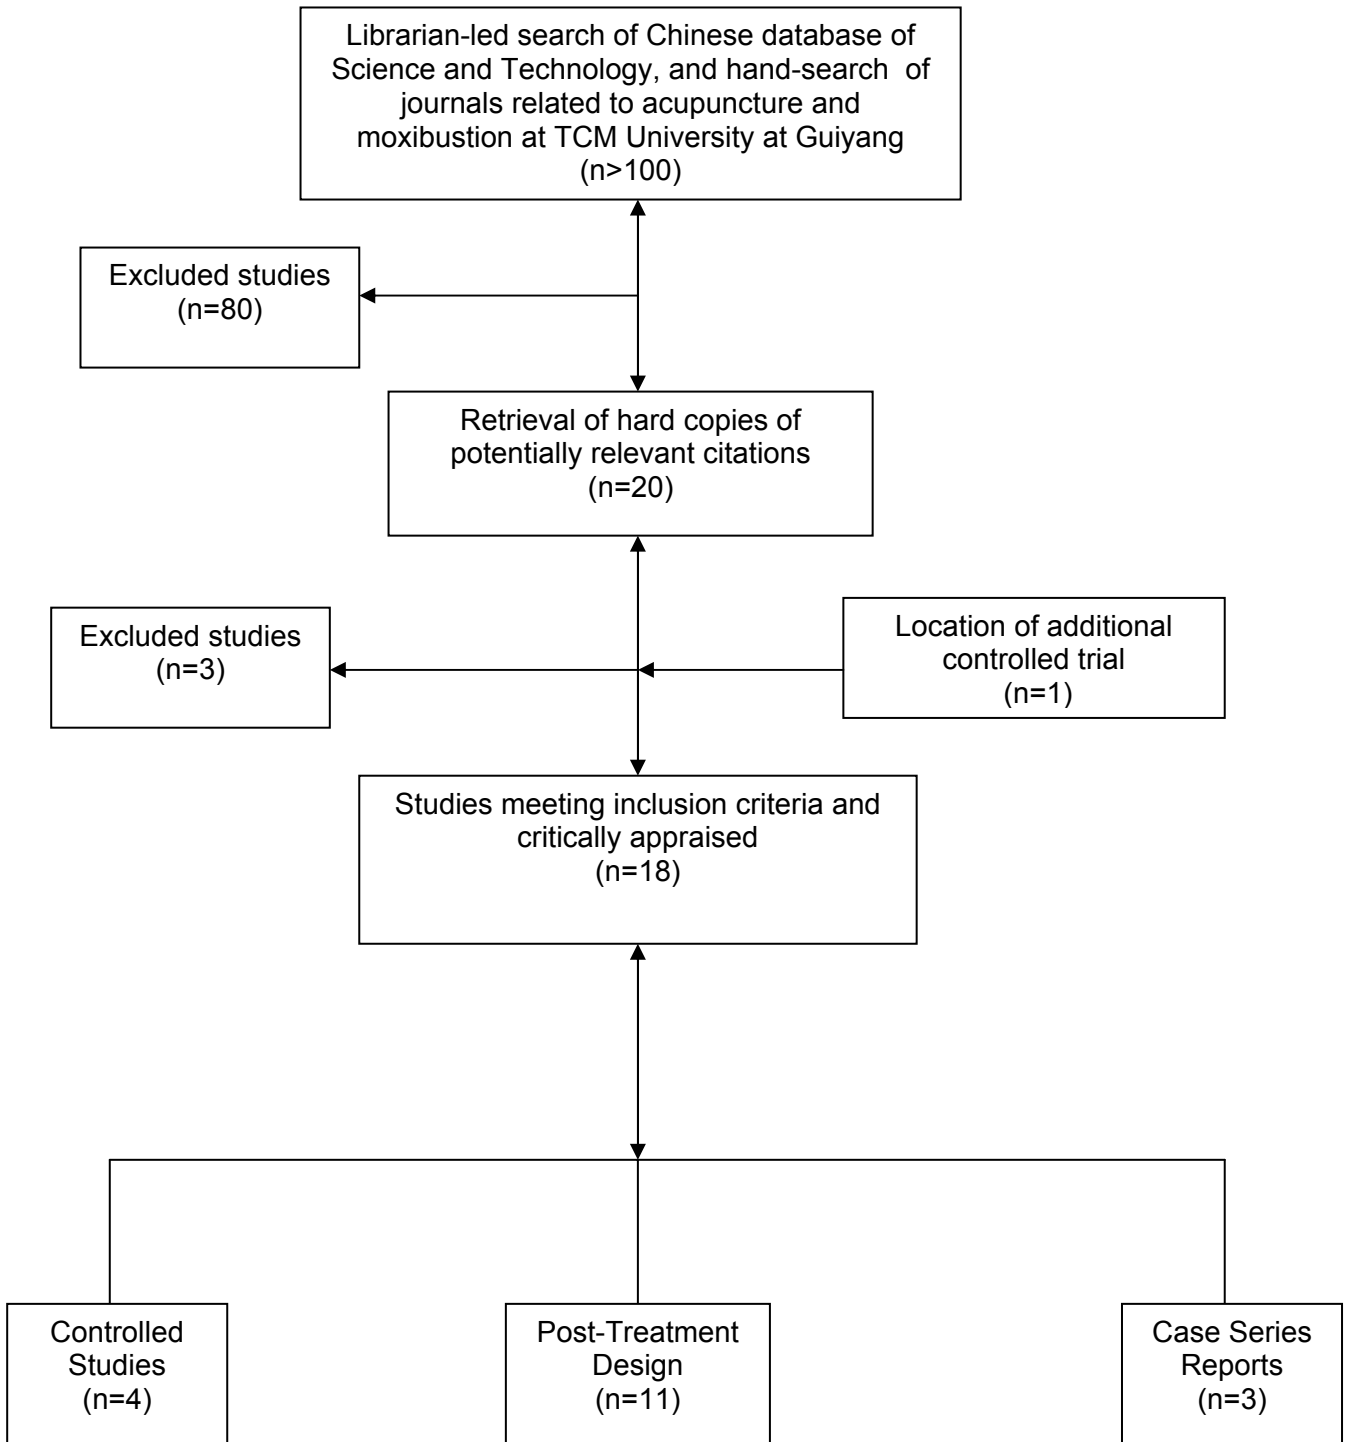 Librarian-led search of Chinese database of
Science and Technology, and hand-search of
journals related to acupuncture and
moxibustion at TCM University at Guiyang
(n>100)
Excluded studies
(n=80)
Retrieval of hard copies of
potentially relevant citations
(n=20)
Excluded studies
(n=3)
Location of additional
controlled trial
(n=1)
Studies meeting inclusion criteria and
critically appraised
(n=18)
Controlled
Studies
(n=4)
Post-Treatment
Design
(n=11)
Case Series
Reports
(n=3)